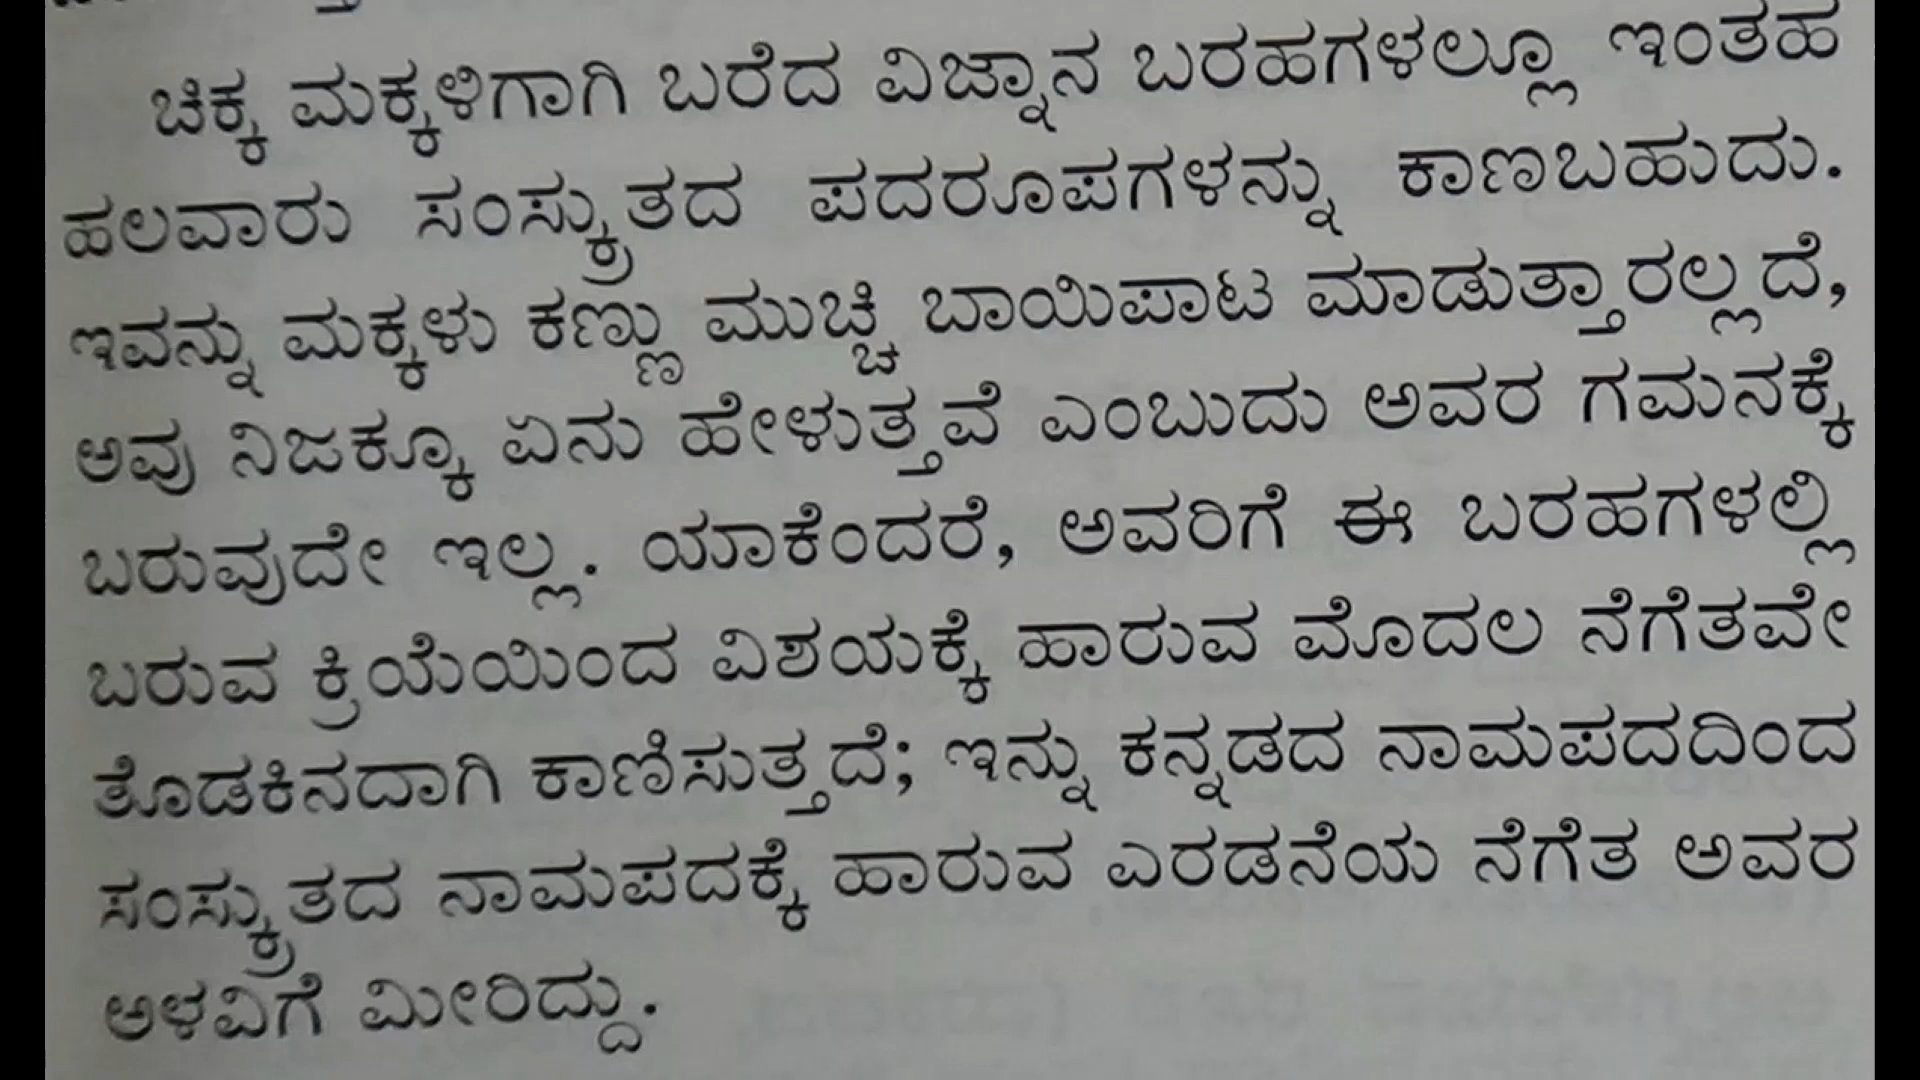 ಚಿಕ್ಕ ಮಕ್ಕಳಿಗಾಗಿ ಬರೆದ ವಿಜ್ನಾನ ಬರಹಗಳಲ್ಲೂ ಇಂತಹ
ಹಲವಾರು ಸಂಸ್ಕ್ರುತದ ಪದರೂಪಗಳನ್ನು ಕಾಣಬಹುದು.
ಇವನ್ನು ಮಕ್ಕಳು ಕಣ್ಣು ಮುಚ್ಚಿ ಬಾಯಿಪಾಟ ಮಾಡುತ್ತಾರಲ್ಲದೆ,
ಅವು ನಿಜಕ್ಕೂ ಏನು ಹೇಳುತ್ತವೆ ಎಂಬುದು ಅವರ ಗಮನಕ್ಕೆ
ಬರುವುದೇ ಇಲ್ಲ. ಯಾಕೆಂದರೆ, ಅವರಿಗೆ ಈ ಬರಹಗಳಲ್ಲಿ
ಬರುವ ಕ್ರಿಯೆಯಿಂದ ವಿಶಯಕ್ಕೆ ಹಾರುವ ಮೊದಲ ನೆಗೆತವೇ
ತೊಡಕಿನದಾಗಿ ಕಾಣಿಸುತ್ತದೆ; ಇನ್ನು ಕನ್ನಡದ ನಾಮಪದದಿಂದ
ಸಂಸ್ಕ್ರುತದ ನಾಮಪದಕ್ಕೆ ಹಾರುವ ಎರಡನೆಯ ನೆಗೆತ ಅವರ
ಅಳವಿಗೆ ಮೀರಿದ್ದು.